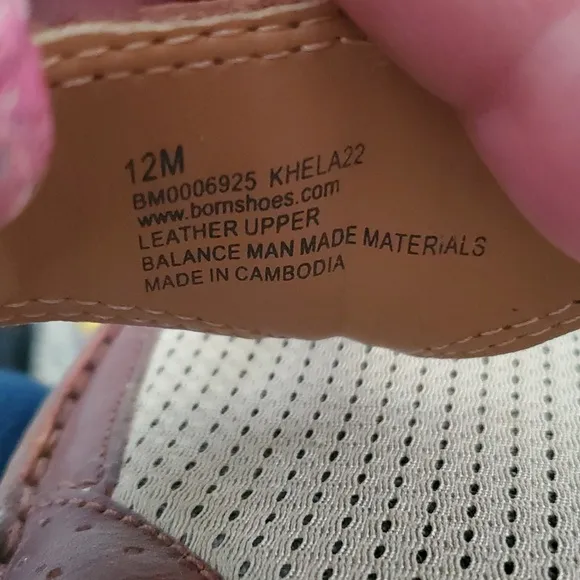 12M
BM0006925 KHELA22
www.bornshoes.com
LEATHER UPPER
BALANCE MAN MADE MATERIALS
MADE IN CAMBODIA